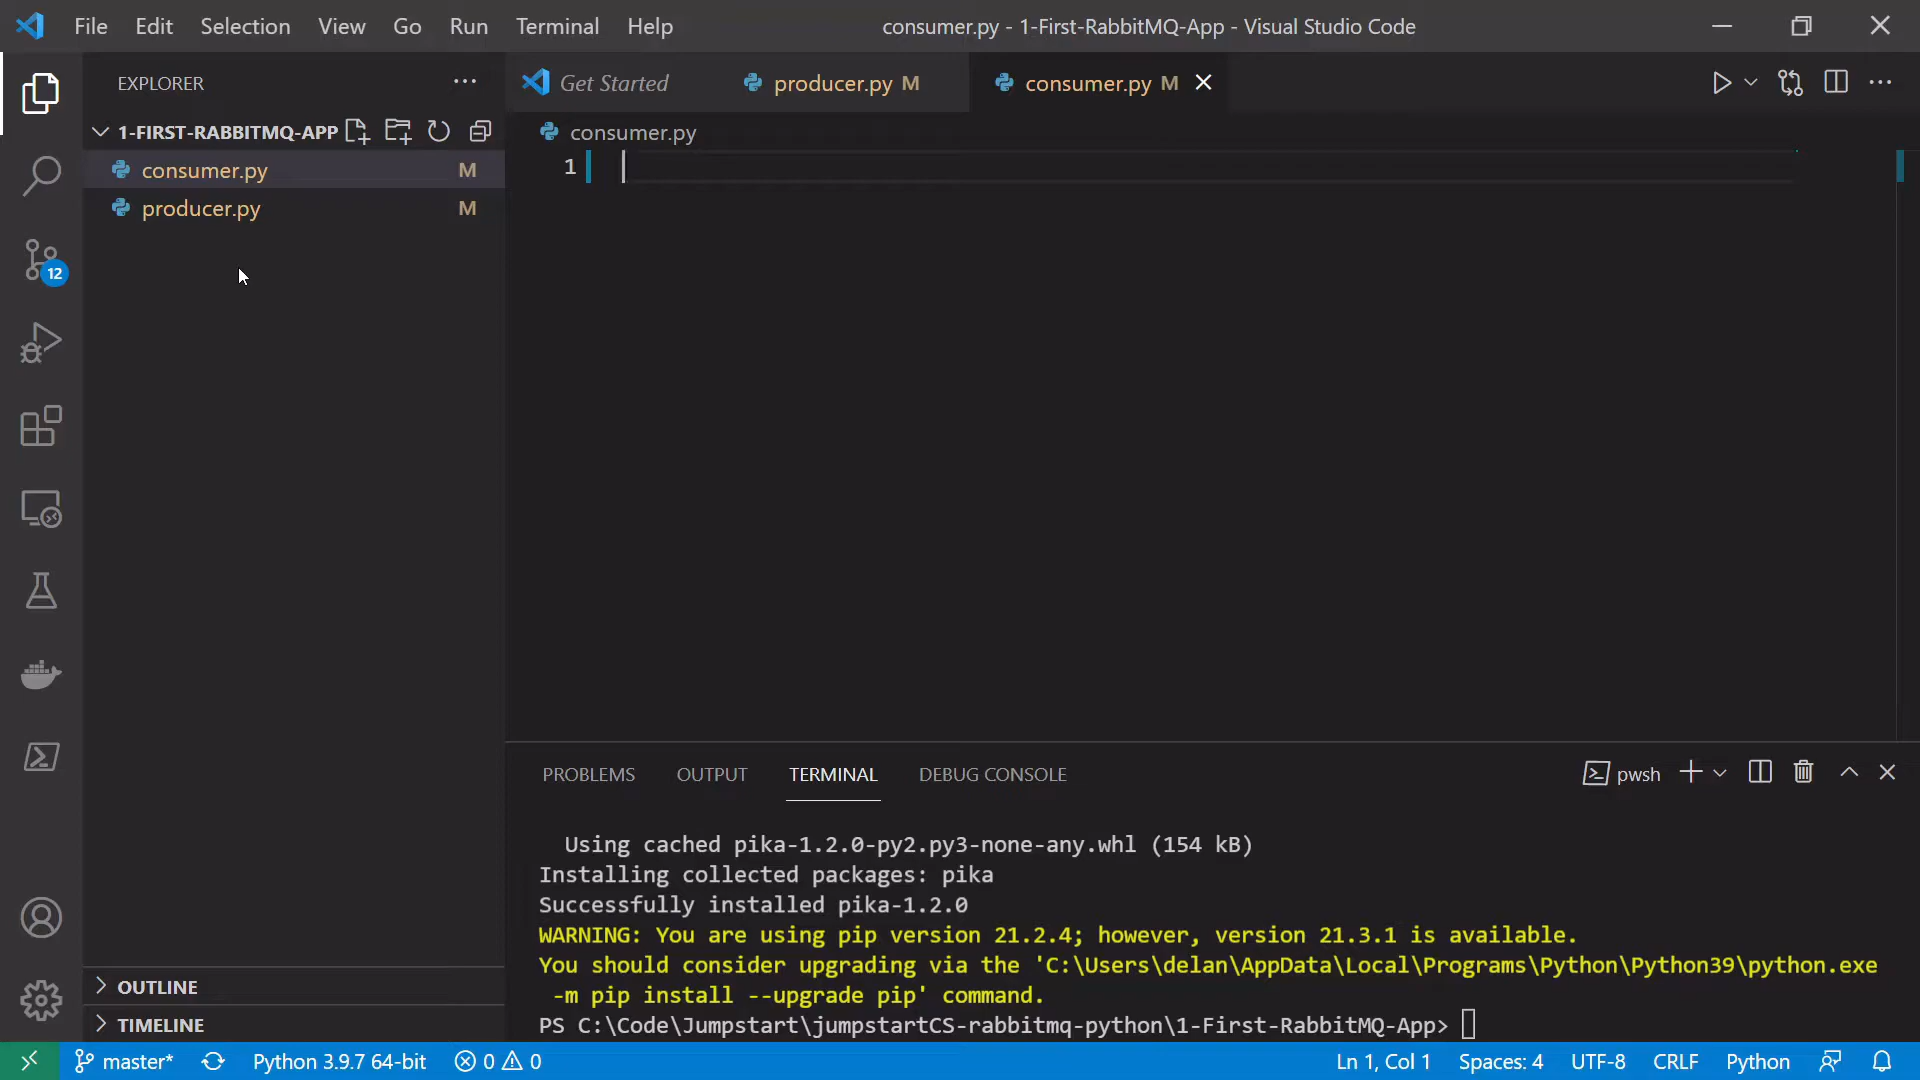 File Edit Selection View Go Run Terminal Help
consumer.py - 1-First-RabbitMQ-App - Visual Studio Code
EXPLORER
Get Started
producer.py M
consumer.py M
1-FIRST-RABBITMQ-APP
consumer.py
consumer.py M
1
producer.py M
12
PROBLEMS OUTPUT TERMINAL DEBUG CONSOLE
pwsh
Using cached pika-1.2.0-py2.py3-none-any.whl (154 kB)
Installing collected packages: pika
Successfully installed pika-1.2.0
WARNING: You are using pip version 21.2.4; however, version 21.3.1 is available.
You should consider upgrading via the 'C:\Users\delan\AppData\Local\Programs\Python\Python39\python.exe
-m pip install --upgrade pip' command.
PS C:\Code\Jumpstart\jumpstartCS-rabbitmq-python\1-First-RabbitMQ-App>
OUTLINE
TIMELINE
master* Python 3.9.7 64-bit 0 0 Ln 1, Col 1 Spaces: 4 UTF-8 CRLF Python